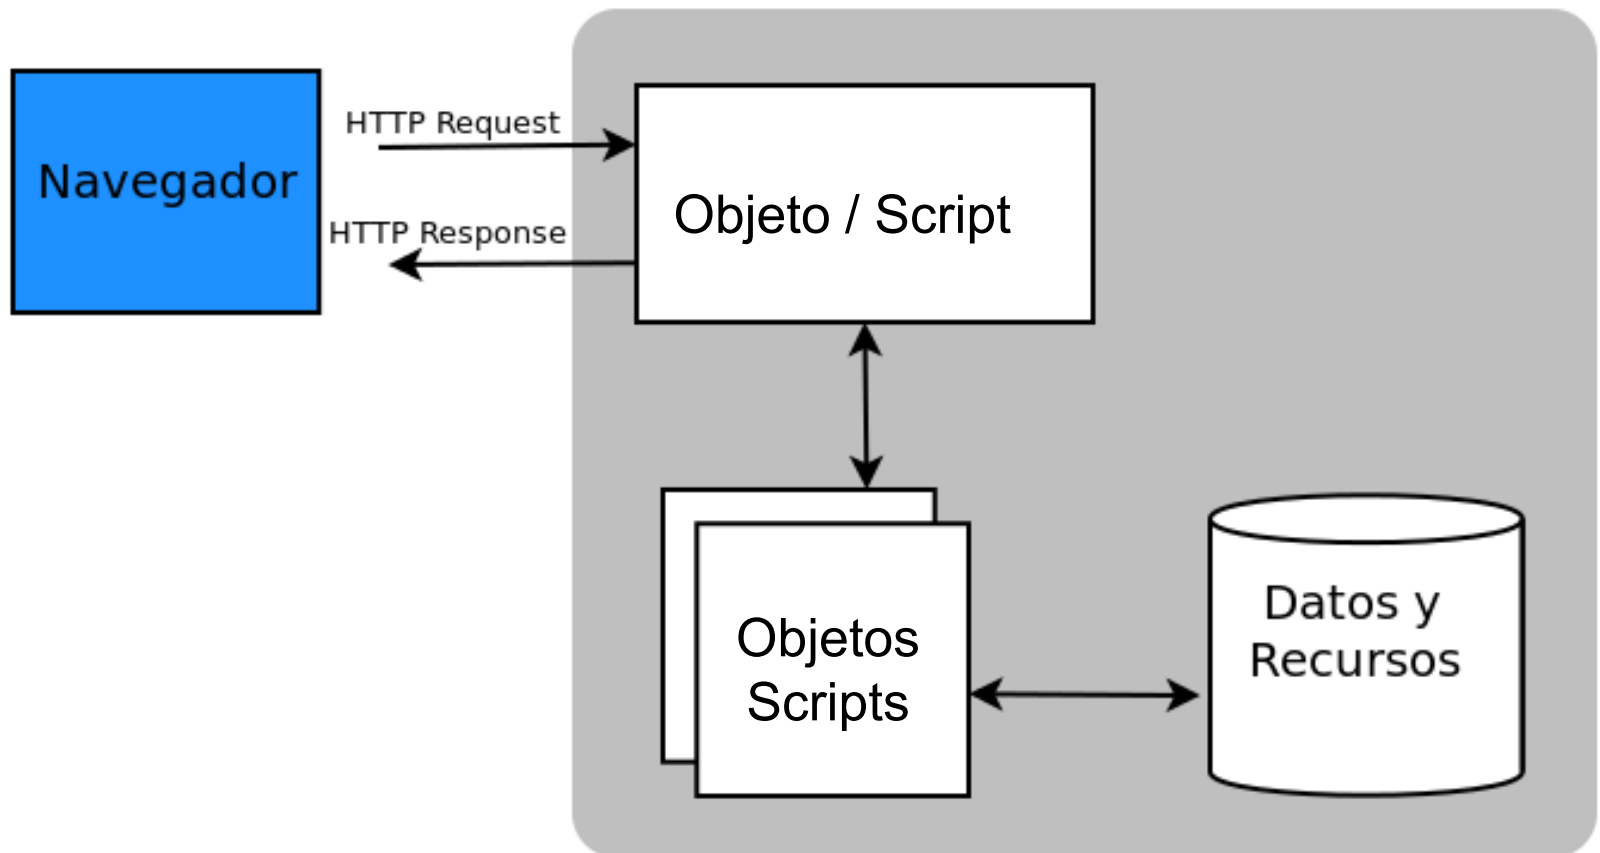 HTTP Request
Navegador
Objeto / Script
HTTP Response
Objetos
Scripts
Datos y
Recursos